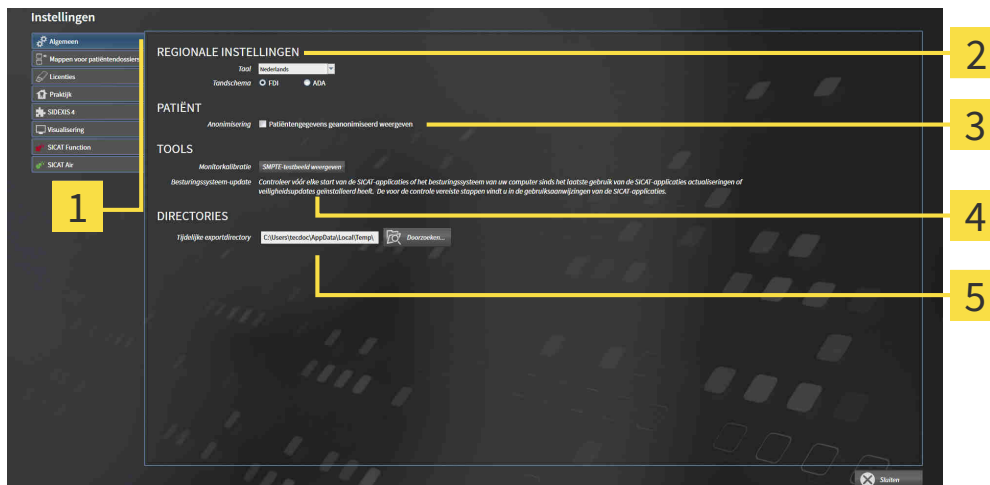 Instellingen
Algemeen
Mappen voor patiëntendossiers
Licenties
Praktijk
SIDEXIS 4
Visualisering
SICAT Function
SICAT Air
REGIONALE INSTELLINGEN
Taal Nederlands
Tandschema FDI ADA
PATIËNT
Anonimisering Patiëntengegevens geanonimiseerd weergeven
TOOLS
Monitorkalibratie SMPTE-testbeeld weergeven
Besturingssysteem-update Controleer vóór elke start van de SICAT-applicaties of het besturingssysteem van uw computer sinds het laatste gebruik van de SICAT-applicaties actualiseringen of
veiligheidsupdates geïnstalleerd heeft. De voor de controle vereiste stappen vindt u in de gebruiksaanwijzingen van de SICAT-applicaties.
DIRECTORIES
Tijdelijke exportdirectory C:\Users\tecdoc\AppData\Local\Temp\ Doorzoeken...
Sluiten
1
2
3
4
5